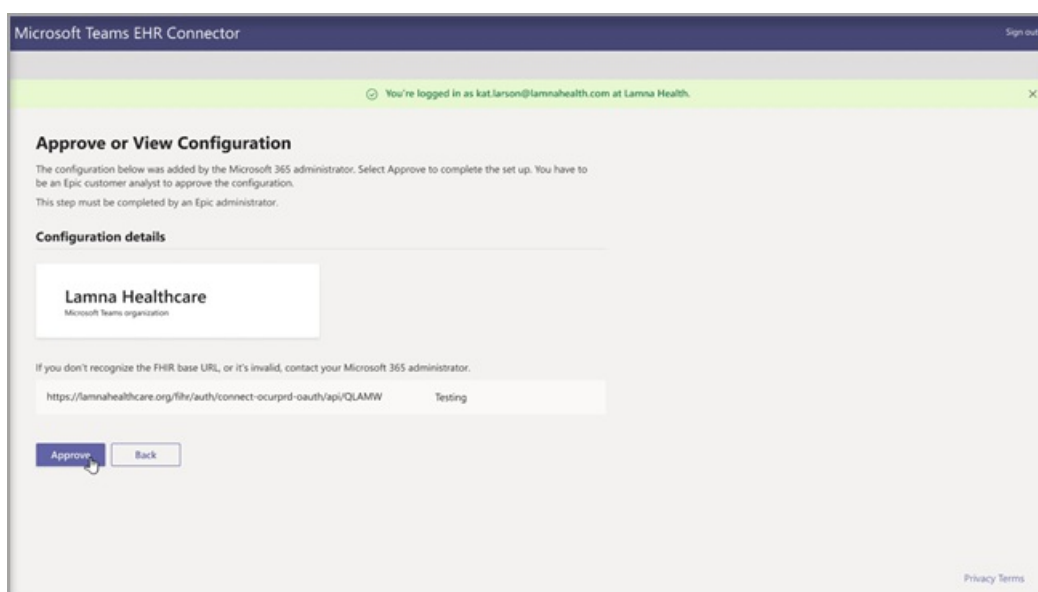 Microsoft Teams EHR Connector
Sign out
You're logged in as kat.larson@lamnahealth.com at Lamna Health.
Approve or View Configuration
The configuration below was added by the Microsoft 365 administrator. Select Approve to complete the set up. You have to
be an Epic customer analyst to approve the configuration.
This step must be completed by an Epic administrator.
Configuration details
Lamna Healthcare
Microsoft Teams organization
If you don't recognize the FHIR base URL, or it's invalid, contact your Microsoft 365 administrator.
https://lamnahealthcare.org/fihr/auth/connect-ocurprd-oauth/api/QLAMW Testing
Approve Back
Privacy Terms